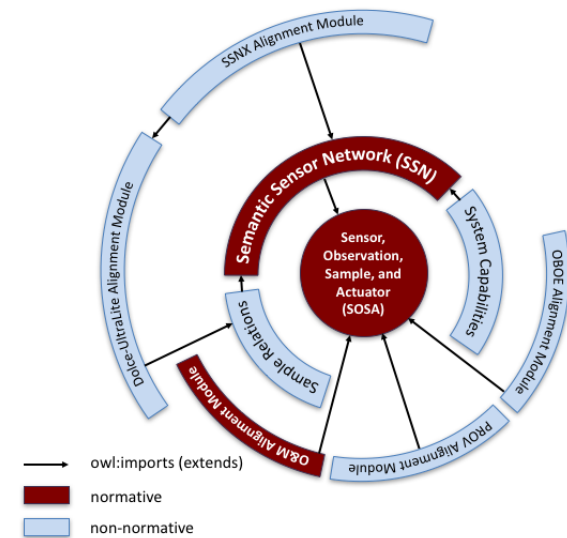 SSNX Alignment Module
Dolce-UltraLite Alignment Module
Semantic Sensor Network (SSN)
System Capabilities
OBOE Alignment Module
Sensor,
Observation,
Sample, and
Actuator
(SOSA)
Sample Relations
O&M Alignment Module
PROV Alignment Module
owl:imports (extends)
normative
non-normative